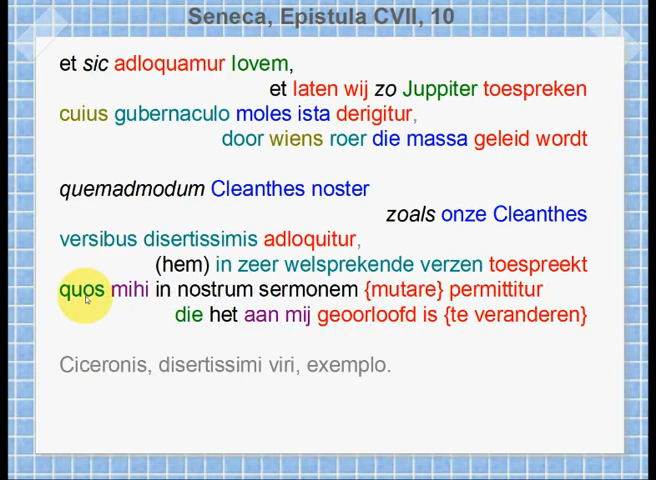 Seneca, Epistula CVII, 10
et sic adloquamur Iovem,
et laten wij zo Juppiter toespreken
cuius gubernaculo moles ista derigitur,
door wiens roer die massa geleid wordt
quemadmodum Cleanthes noster
zoals onze Cleanthes
versibus disertissimis adloquitur,
(hem) in zeer welsprekende verzen toespreekt
quos mihi in nostrum sermonem {mutare} permittitur
die het aan mij geoorloofd is {te veranderen}
Ciceronis, disertissimi viri, exemplo.